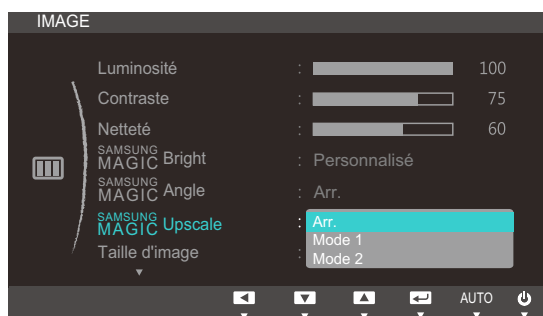 IMAGE
Luminosité : 100
Contraste : 75
Netteté : 60
SAMSUNG MAGIC Bright : Personnalisé
SAMSUNG MAGIC Angle : Arr.
SAMSUNG MAGIC Upscale : Arr.
Mode 1
Taille d'image : Mode 2
AUTO